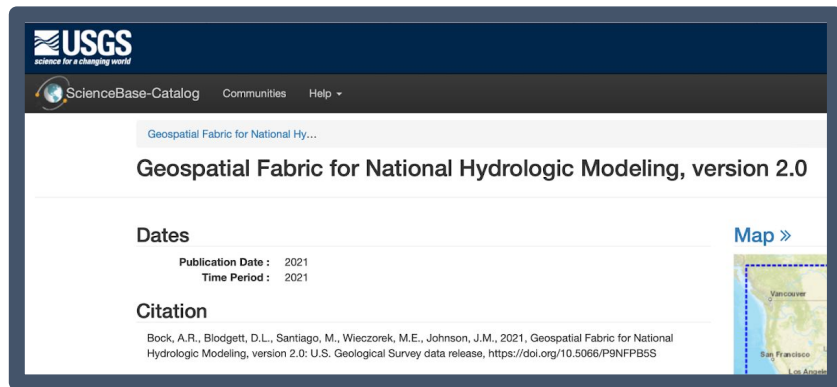 USGS
science for a changing world
ScienceBase-Catalog Communities Help
Geospatial Fabric for National Hy...
Geospatial Fabric for National Hydrologic Modeling, version 2.0
Dates
Publication Date : 2021
Time Period : 2021
Citation
Bock, A.R., Blodgett, D.L., Santiago, M., Wieczorek, M.E., Johnson, J.M., 2021, Geospatial Fabric for National
Hydrologic Modeling, version 2.0: U.S. Geological Survey data release, https://doi.org/10.5066/P9NFPB5S
Map »
Vancouver
San Francisco
Los Angele